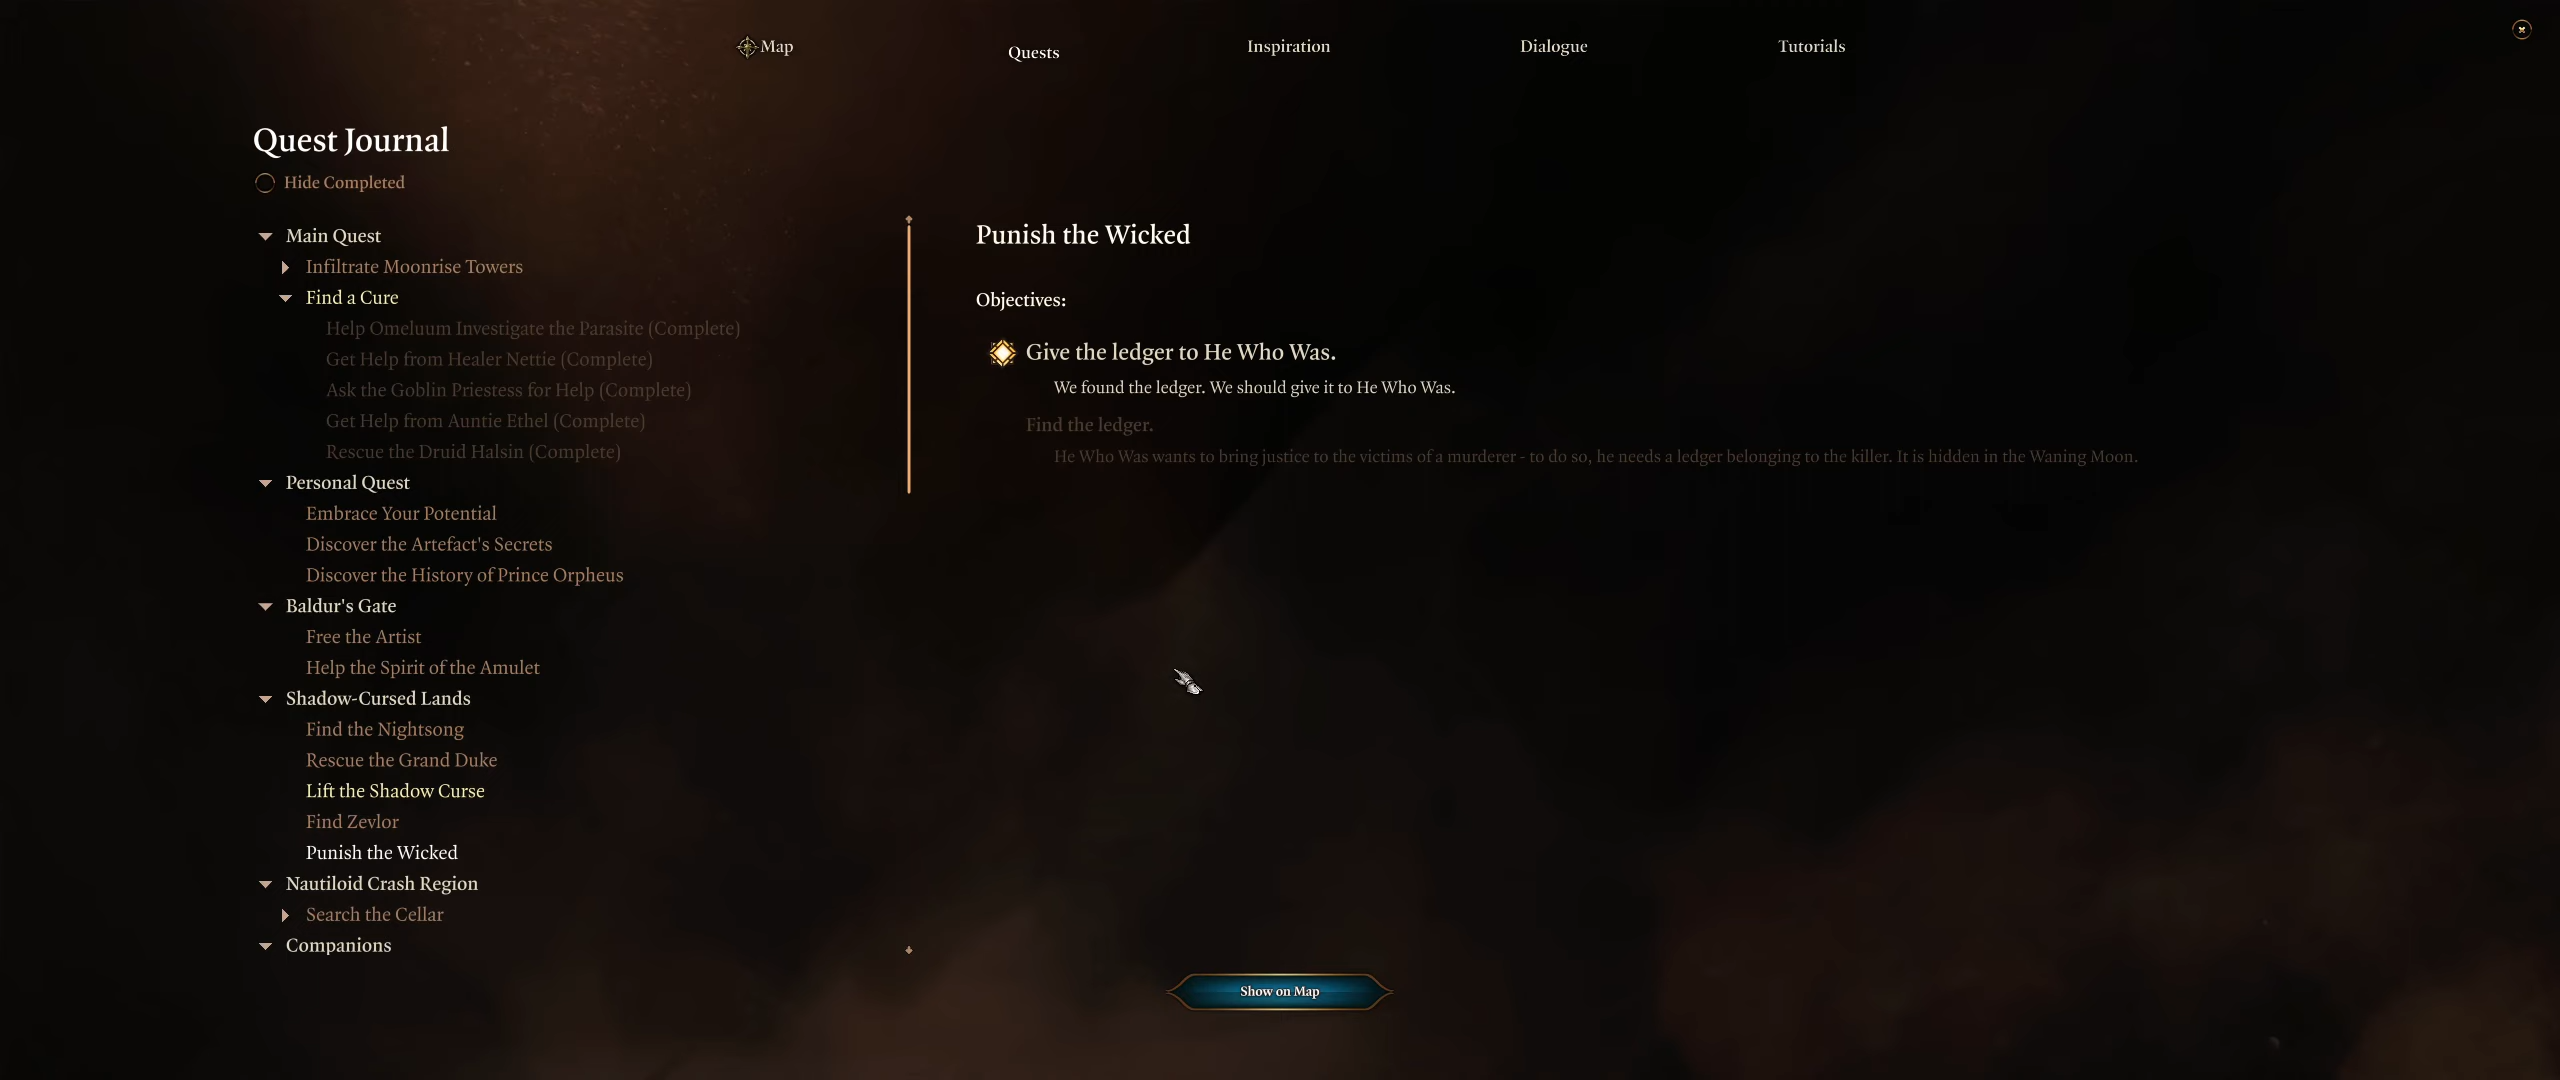 Map
Quests
Inspiration
Dialogue
Tutorials
Quest Journal
Hide Completed
Main Quest
Infiltrate Moonrise Towers
Find a Cure
Help Omeluum Investigate the Parasite (Complete)
Get Help from Healer Nettie (Complete)
Ask the Goblin Priestess for Help (Complete)
Get Help from Auntie Ethel (Complete)
Rescue the Druid Halsin (Complete)
Personal Quest
Embrace Your Potential
Discover the Artefact's Secrets
Discover the History of Prince Orpheus
Baldur's Gate
Free the Artist
Help the Spirit of the Amulet
Shadow-Cursed Lands
Find the Nightsong
Rescue the Grand Duke
Lift the Shadow Curse
Find Zevlor
Punish the Wicked
Nautiloid Crash Region
Search the Cellar
Companions
Punish the Wicked
Objectives:
Give the ledger to He Who Was.
We found the ledger. We should give it to He Who Was.
Find the ledger.
He Who Was wants to bring justice to the victims of a murderer - to do so, he needs a ledger belonging to the killer. It is hidden in the Waning Moon.
Show on Map